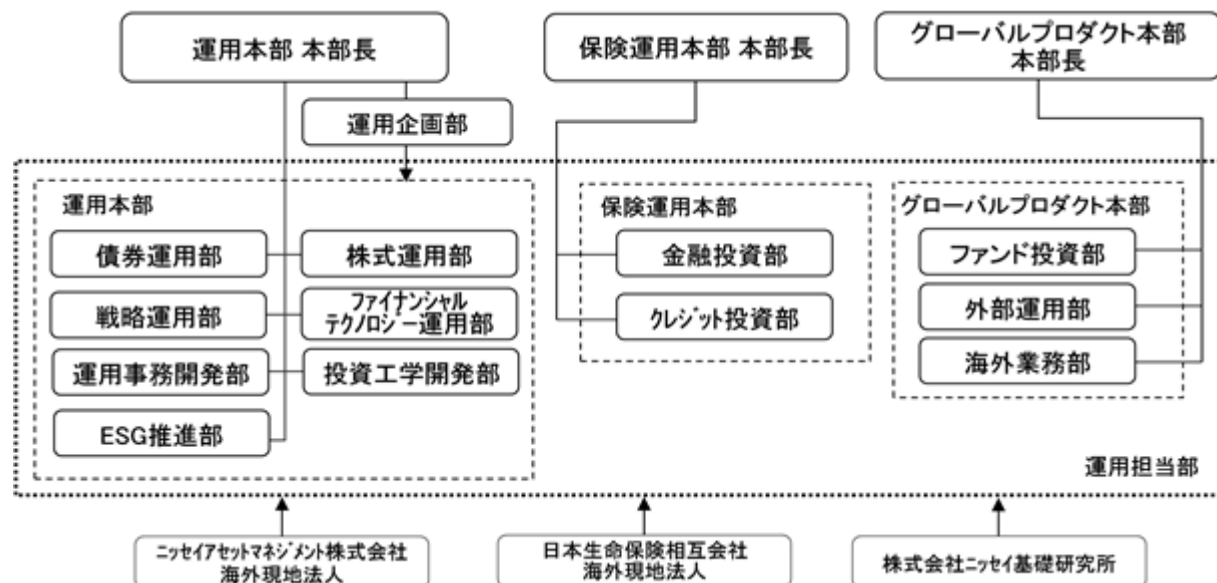 運用本部 本部長
保険運用本部 本部長
グローバルプロダクト本部
本部長
運用企画部
運用本部
債券運用部
株式運用部
戦略運用部
ファイナンシャル
テクノロジー運用部
運用事務開発部
投資工学開発部
ESG推進部
保険運用本部
金融投資部
クレジット投資部
グローバルプロダクト本部
ファンド投資部
外部運用部
海外業務部
運用担当部
ニッセイアセットマネジメント株式会社
海外現地法人
日本生命保険相互会社
海外現地法人
株式会社ニッセイ基礎研究所